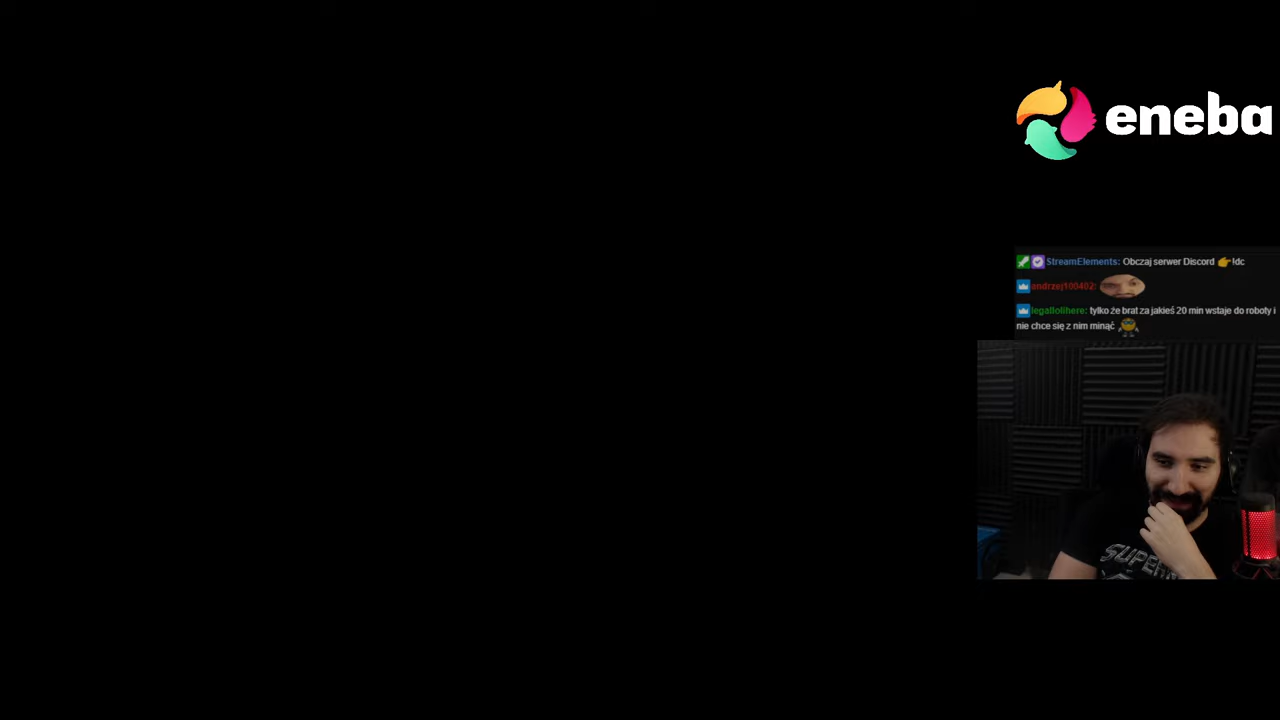 eneba
StreamElements: Obczaj serwer Discord 👉 !dc
andrzej100402:
legallolihere: tylko że brat za jakieś 20 min wstaje do roboty i
nie chce się z nim minąć
SUPER